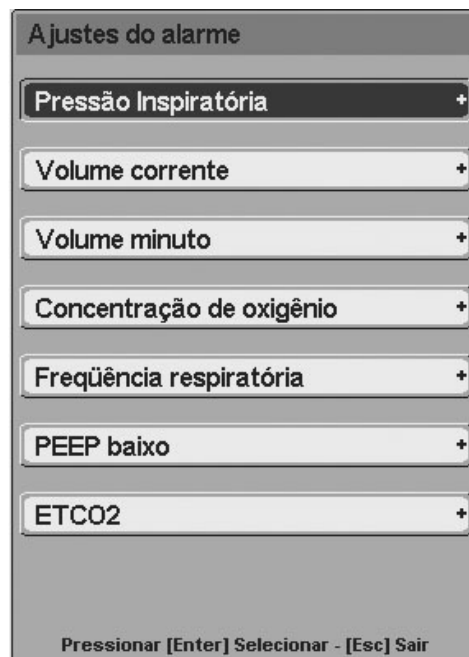 Ajustes do alarme
Pressão Inspiratória +
Volume corrente +
Volume minuto +
Concentração de oxigênio +
Freqüência respiratória +
PEEP baixo +
ETCO2 +
Pressionar [Enter] Selecionar - [Esc] Sair